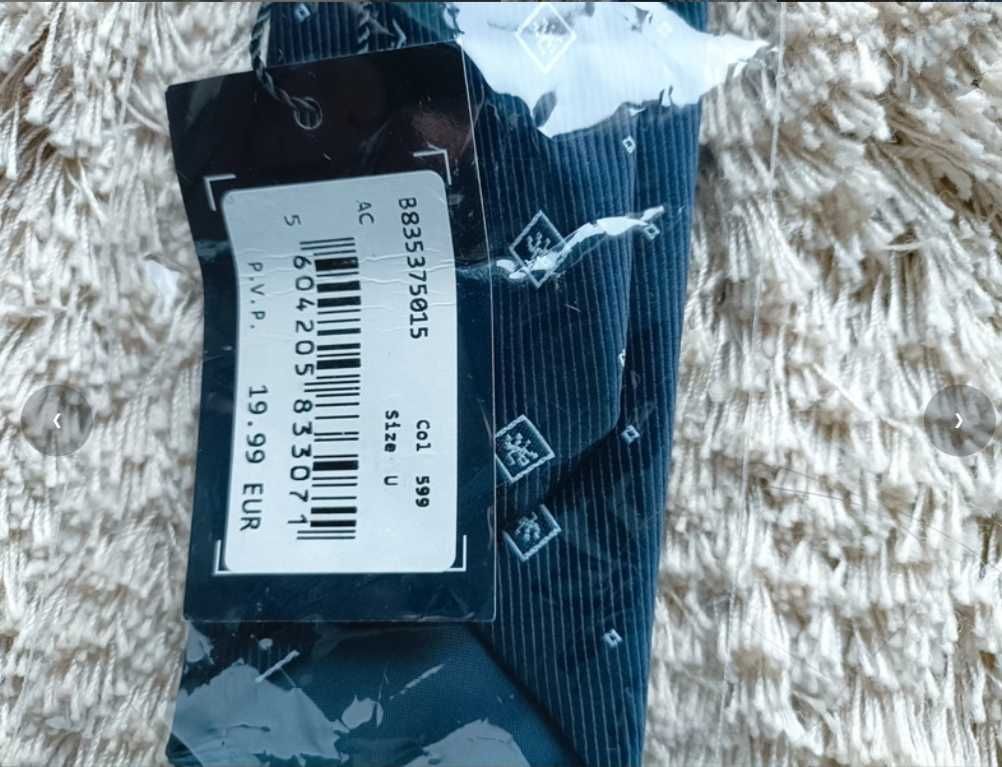 B835375015
Col 599
AC
Size U
5 604205 833071
P.V.P. 19.99 EUR